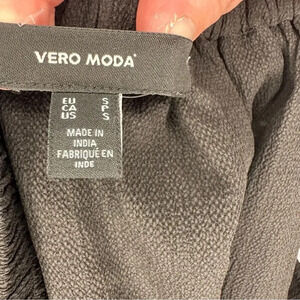 VERO MODA
EU S
CA P
US S
MADE IN
INDIA
FABRIQUÉ EN
INDE